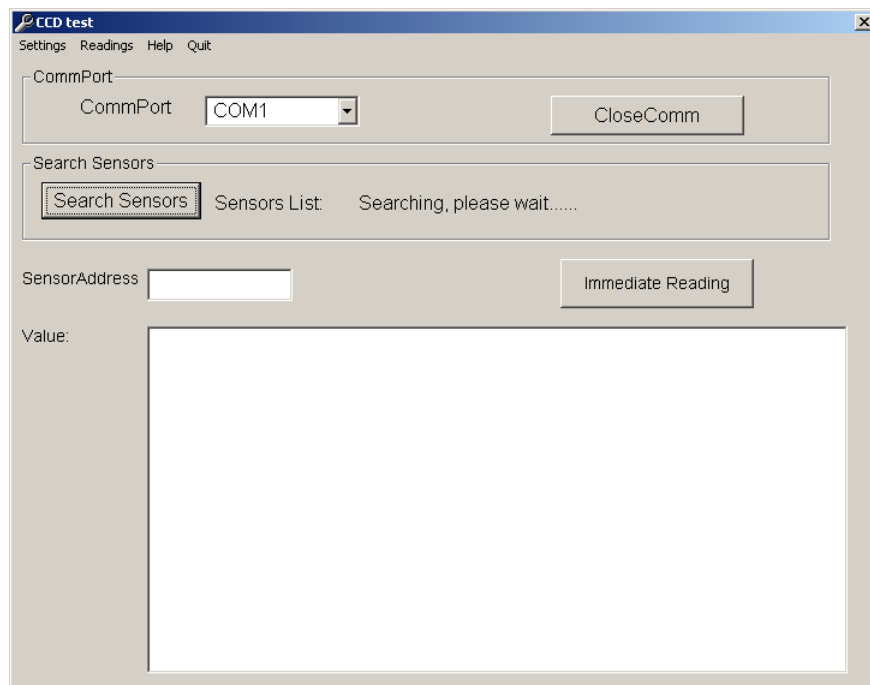 CCD test
Settings Readings Help Quit
CommPort
CommPort COM1 CloseComm
Search Sensors
Search Sensors Sensors List: Searching, please wait......
SensorAddress Immediate Reading
Value: